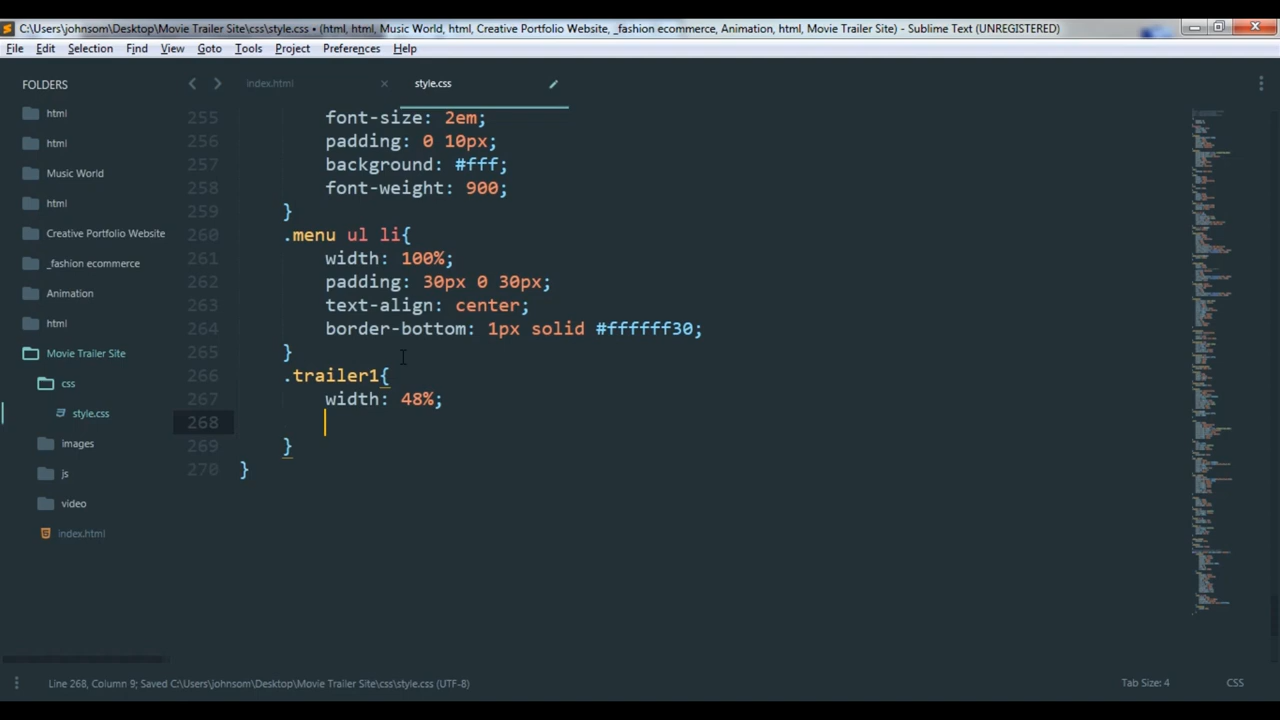 C:\Users\johnsom\Desktop\Movie Trailer Site\css\style.css • (html, html, Music World, html, Creative Portfolio Website, _fashion ecommerce, Animation, html, Movie Trailer Site) - Sublime Text (UNREGISTERED)
File Edit Selection Find View Goto Tools Project Preferences Help
FOLDERS
html
html
Music World
html
Creative Portfolio Website
_fashion ecommerce
Animation
html
Movie Trailer Site
css
style.css
images
js
video
index.html
index.html × style.css
255 font-size: 2em;
256 padding: 0 10px;
257 background: #fff;
258 font-weight: 900;
259 }
260 .menu ul li{
261 width: 100%;
262 padding: 30px 0 30px;
263 text-align: center;
264 border-bottom: 1px solid #ffffff30;
265 }
266 .trailer1{
267 width: 48%;
268
269 }
270 }
Line 268, Column 9; Saved C:\Users\johnsom\Desktop\Movie Trailer Site\css\style.css (UTF-8) Tab Size: 4 CSS